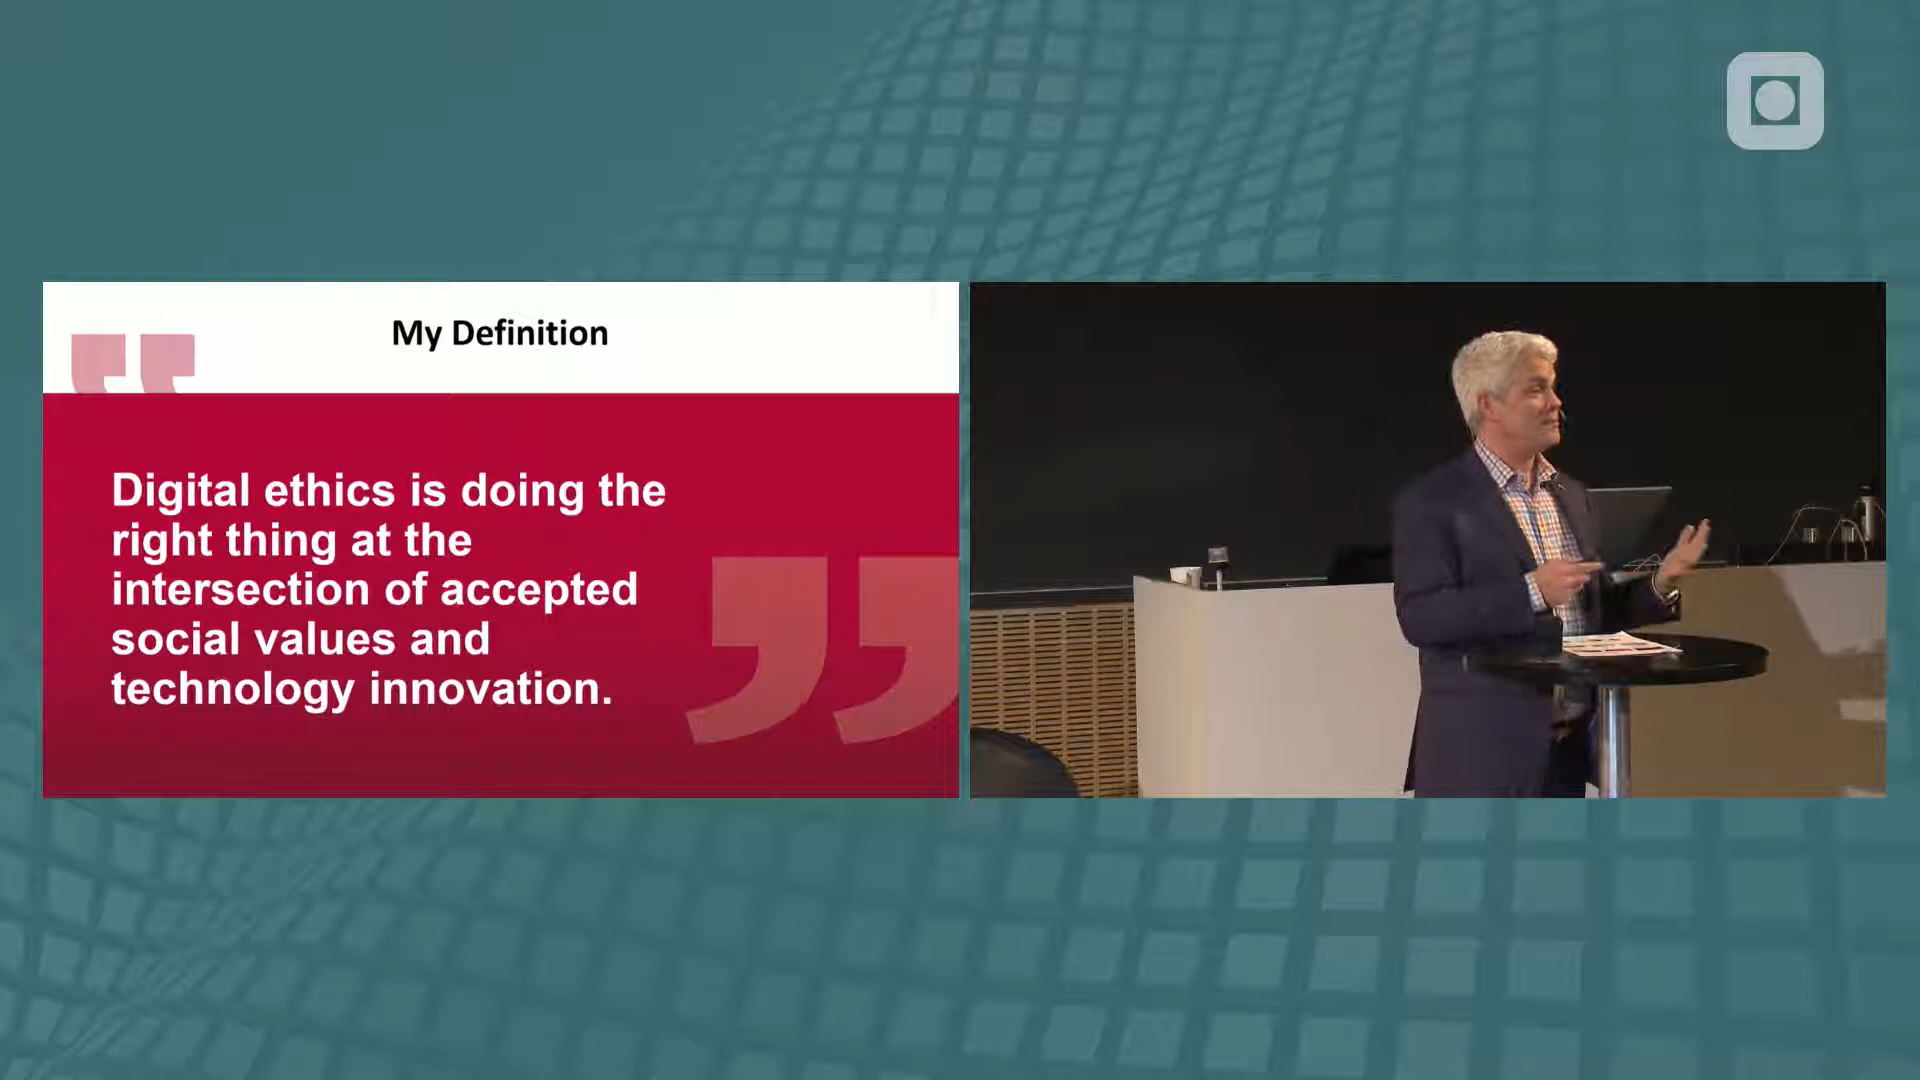 My Definition
Digital ethics is doing the
right thing at the
intersection of accepted
social values and
technology innovation.